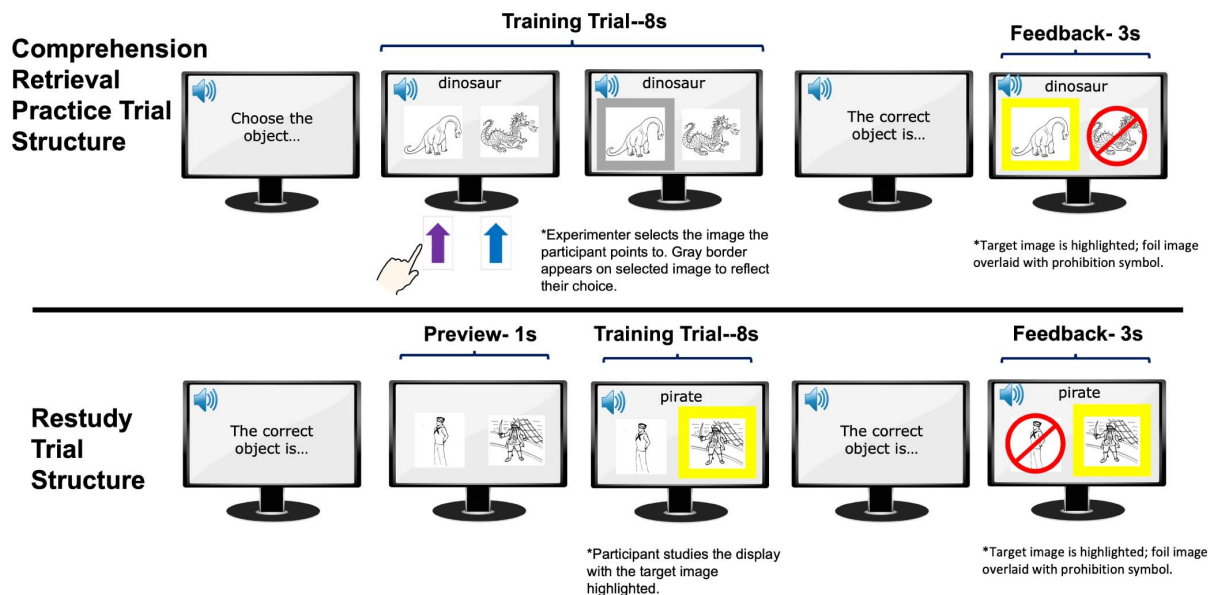 Comprehension
Retrieval
Practice Trial
Structure
Training Trial--8s
Feedback- 3s
Choose the
object...
dinosaur
dinosaur
The correct
object is...
dinosaur
*Experimenter selects the image the
participant points to. Gray border
appears on selected image to reflect
their choice.
*Target image is highlighted; foil image
overlaid with prohibition symbol.
Restudy
Trial
Structure
Preview- 1s
Training Trial--8s
Feedback- 3s
The correct
object is...
pirate
The correct
object is...
pirate
*Participant studies the display
with the target image
highlighted.
*Target image is highlighted; foil image
overlaid with prohibition symbol.